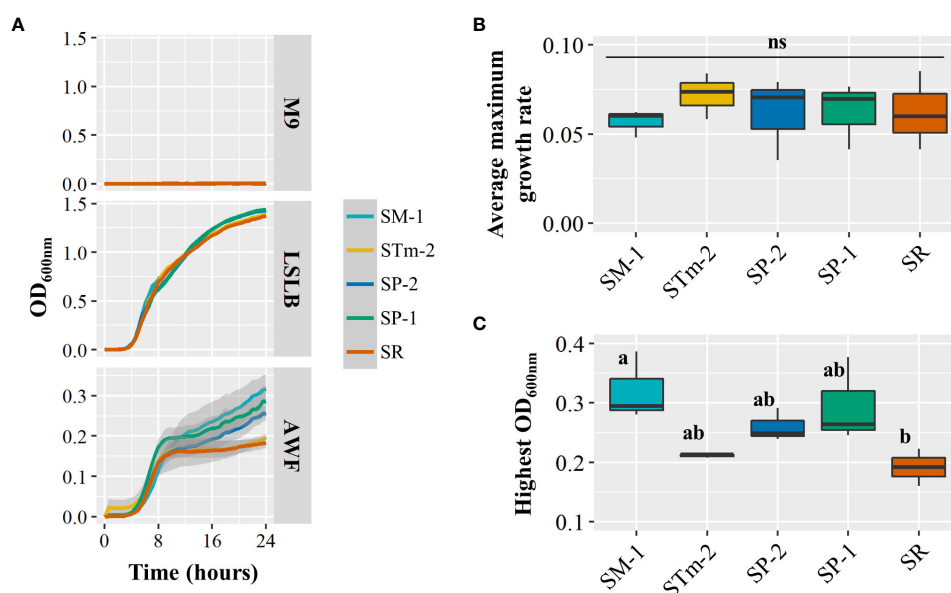 A
1.5
1.0
0.5
0.0
M9
1.5
1.0
0.5
0.0
LSLB
0.3
0.2
0.1
0.0
AWF
OD600nm
0 8 16 24
Time (hours)
SM-1
STm-2
SP-2
SP-1
SR
B
ns
0.10
0.05
0.00
Average maximum
growth rate
SM-1 STm-2 SP-2 SP-1 SR
C
0.4
0.3
0.2
0.1
Highest OD600nm
a ab ab ab b
SM-1 STm-2 SP-2 SP-1 SR